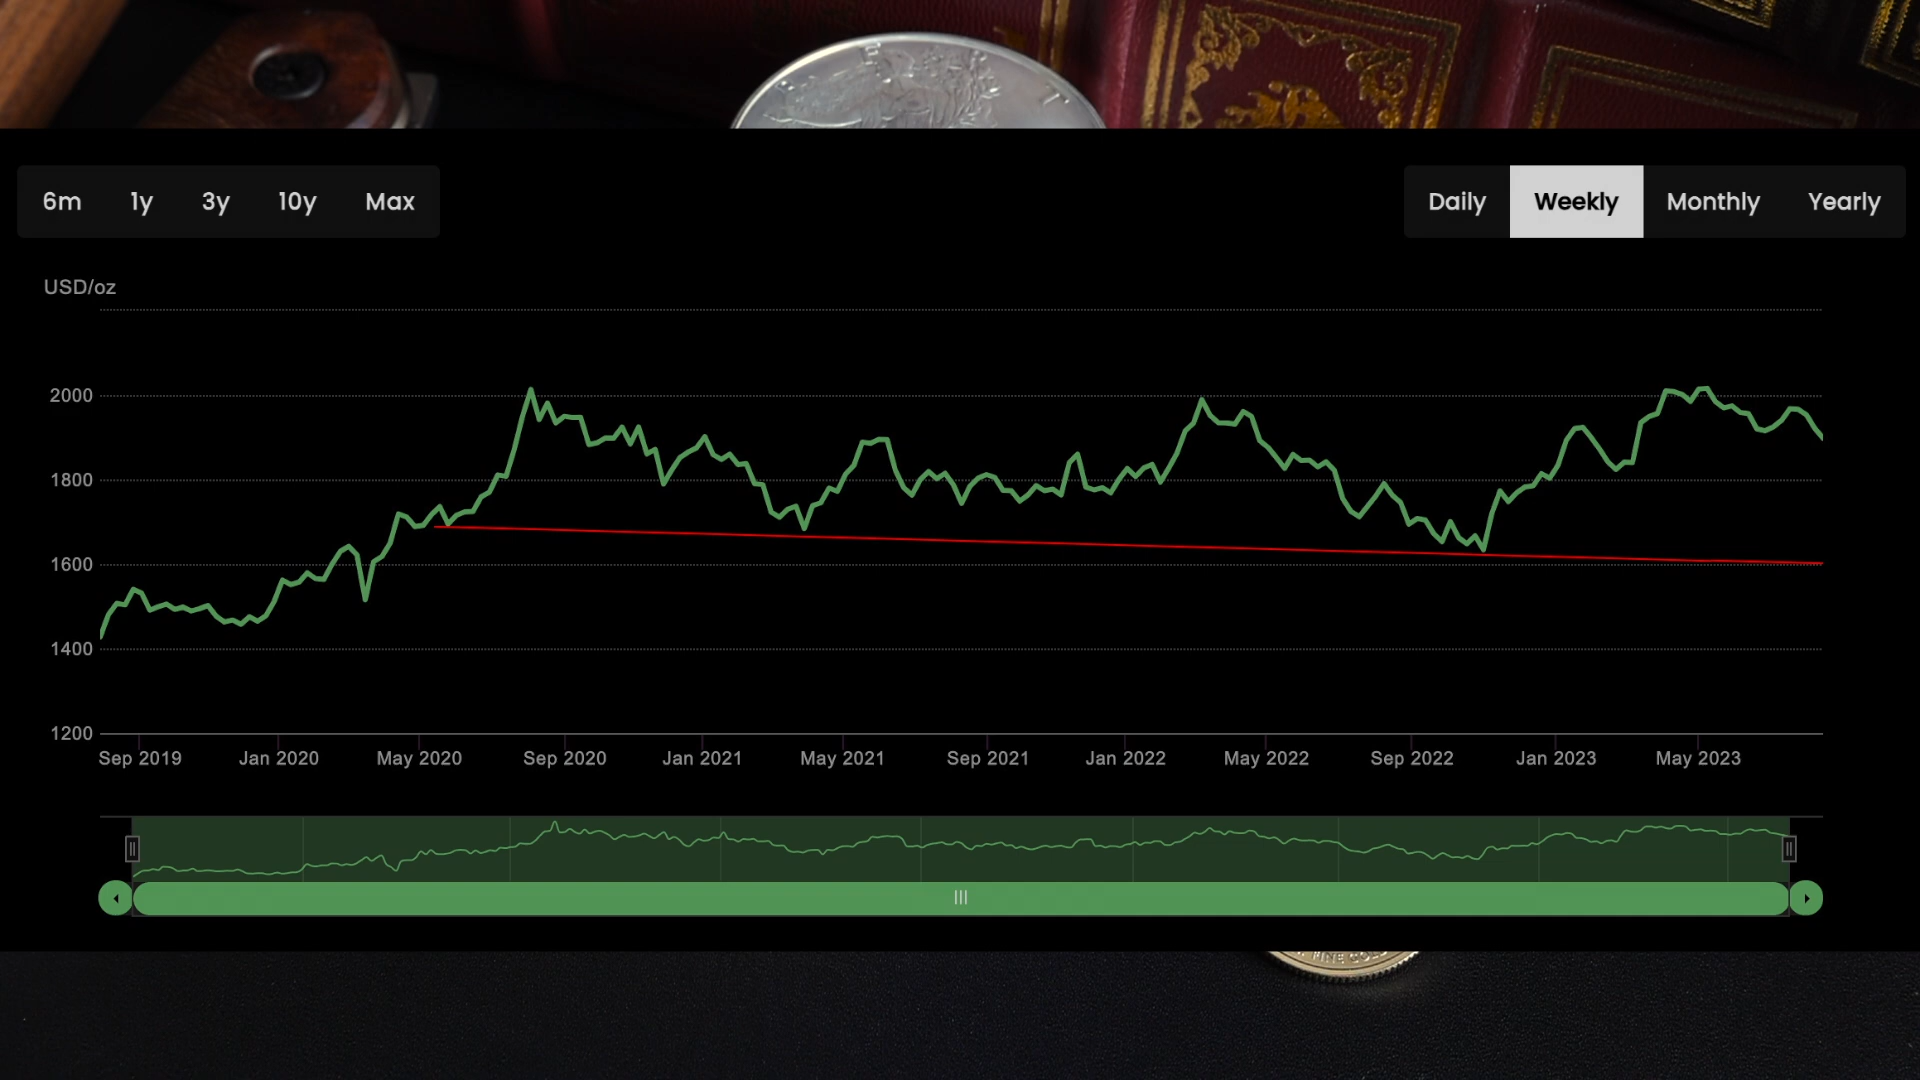 6m 1y 3y 10y Max
Daily Weekly Monthly Yearly
USD/oz
2000
1800
1600
1400
1200
Sep 2019 Jan 2020 May 2020 Sep 2020 Jan 2021 May 2021 Sep 2021 Jan 2022 May 2022 Sep 2022 Jan 2023 May 2023
FINE GOLD